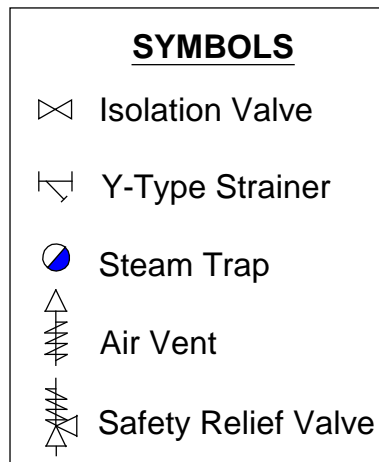 SYMBOLS
Isolation Valve
Y-Type Strainer
Steam Trap
Air Vent
Safety Relief Valve